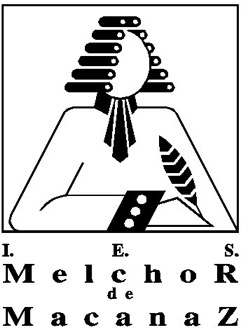 I. E. S.
MelchoR
de
MacanaZ